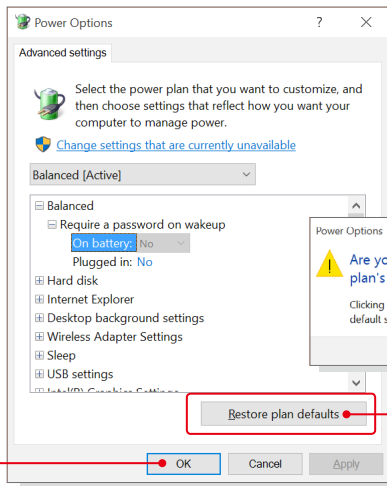 Power Options
Advanced settings
Select the power plan that you want to customize, and
then choose settings that reflect how you want your
computer to manage power.
Change settings that are currently unavailable
Balanced [Active]
Balanced
Require a password on wakeup
On battery: No
Plugged in: No
Hard disk
Internet Explorer
Desktop background settings
Wireless Adapter Settings
Sleep
USB settings
Intel(R) Graphics Settings
Restore plan defaults
OK Cancel Apply
Power Options
Are yo
plan's
Clicking
default s